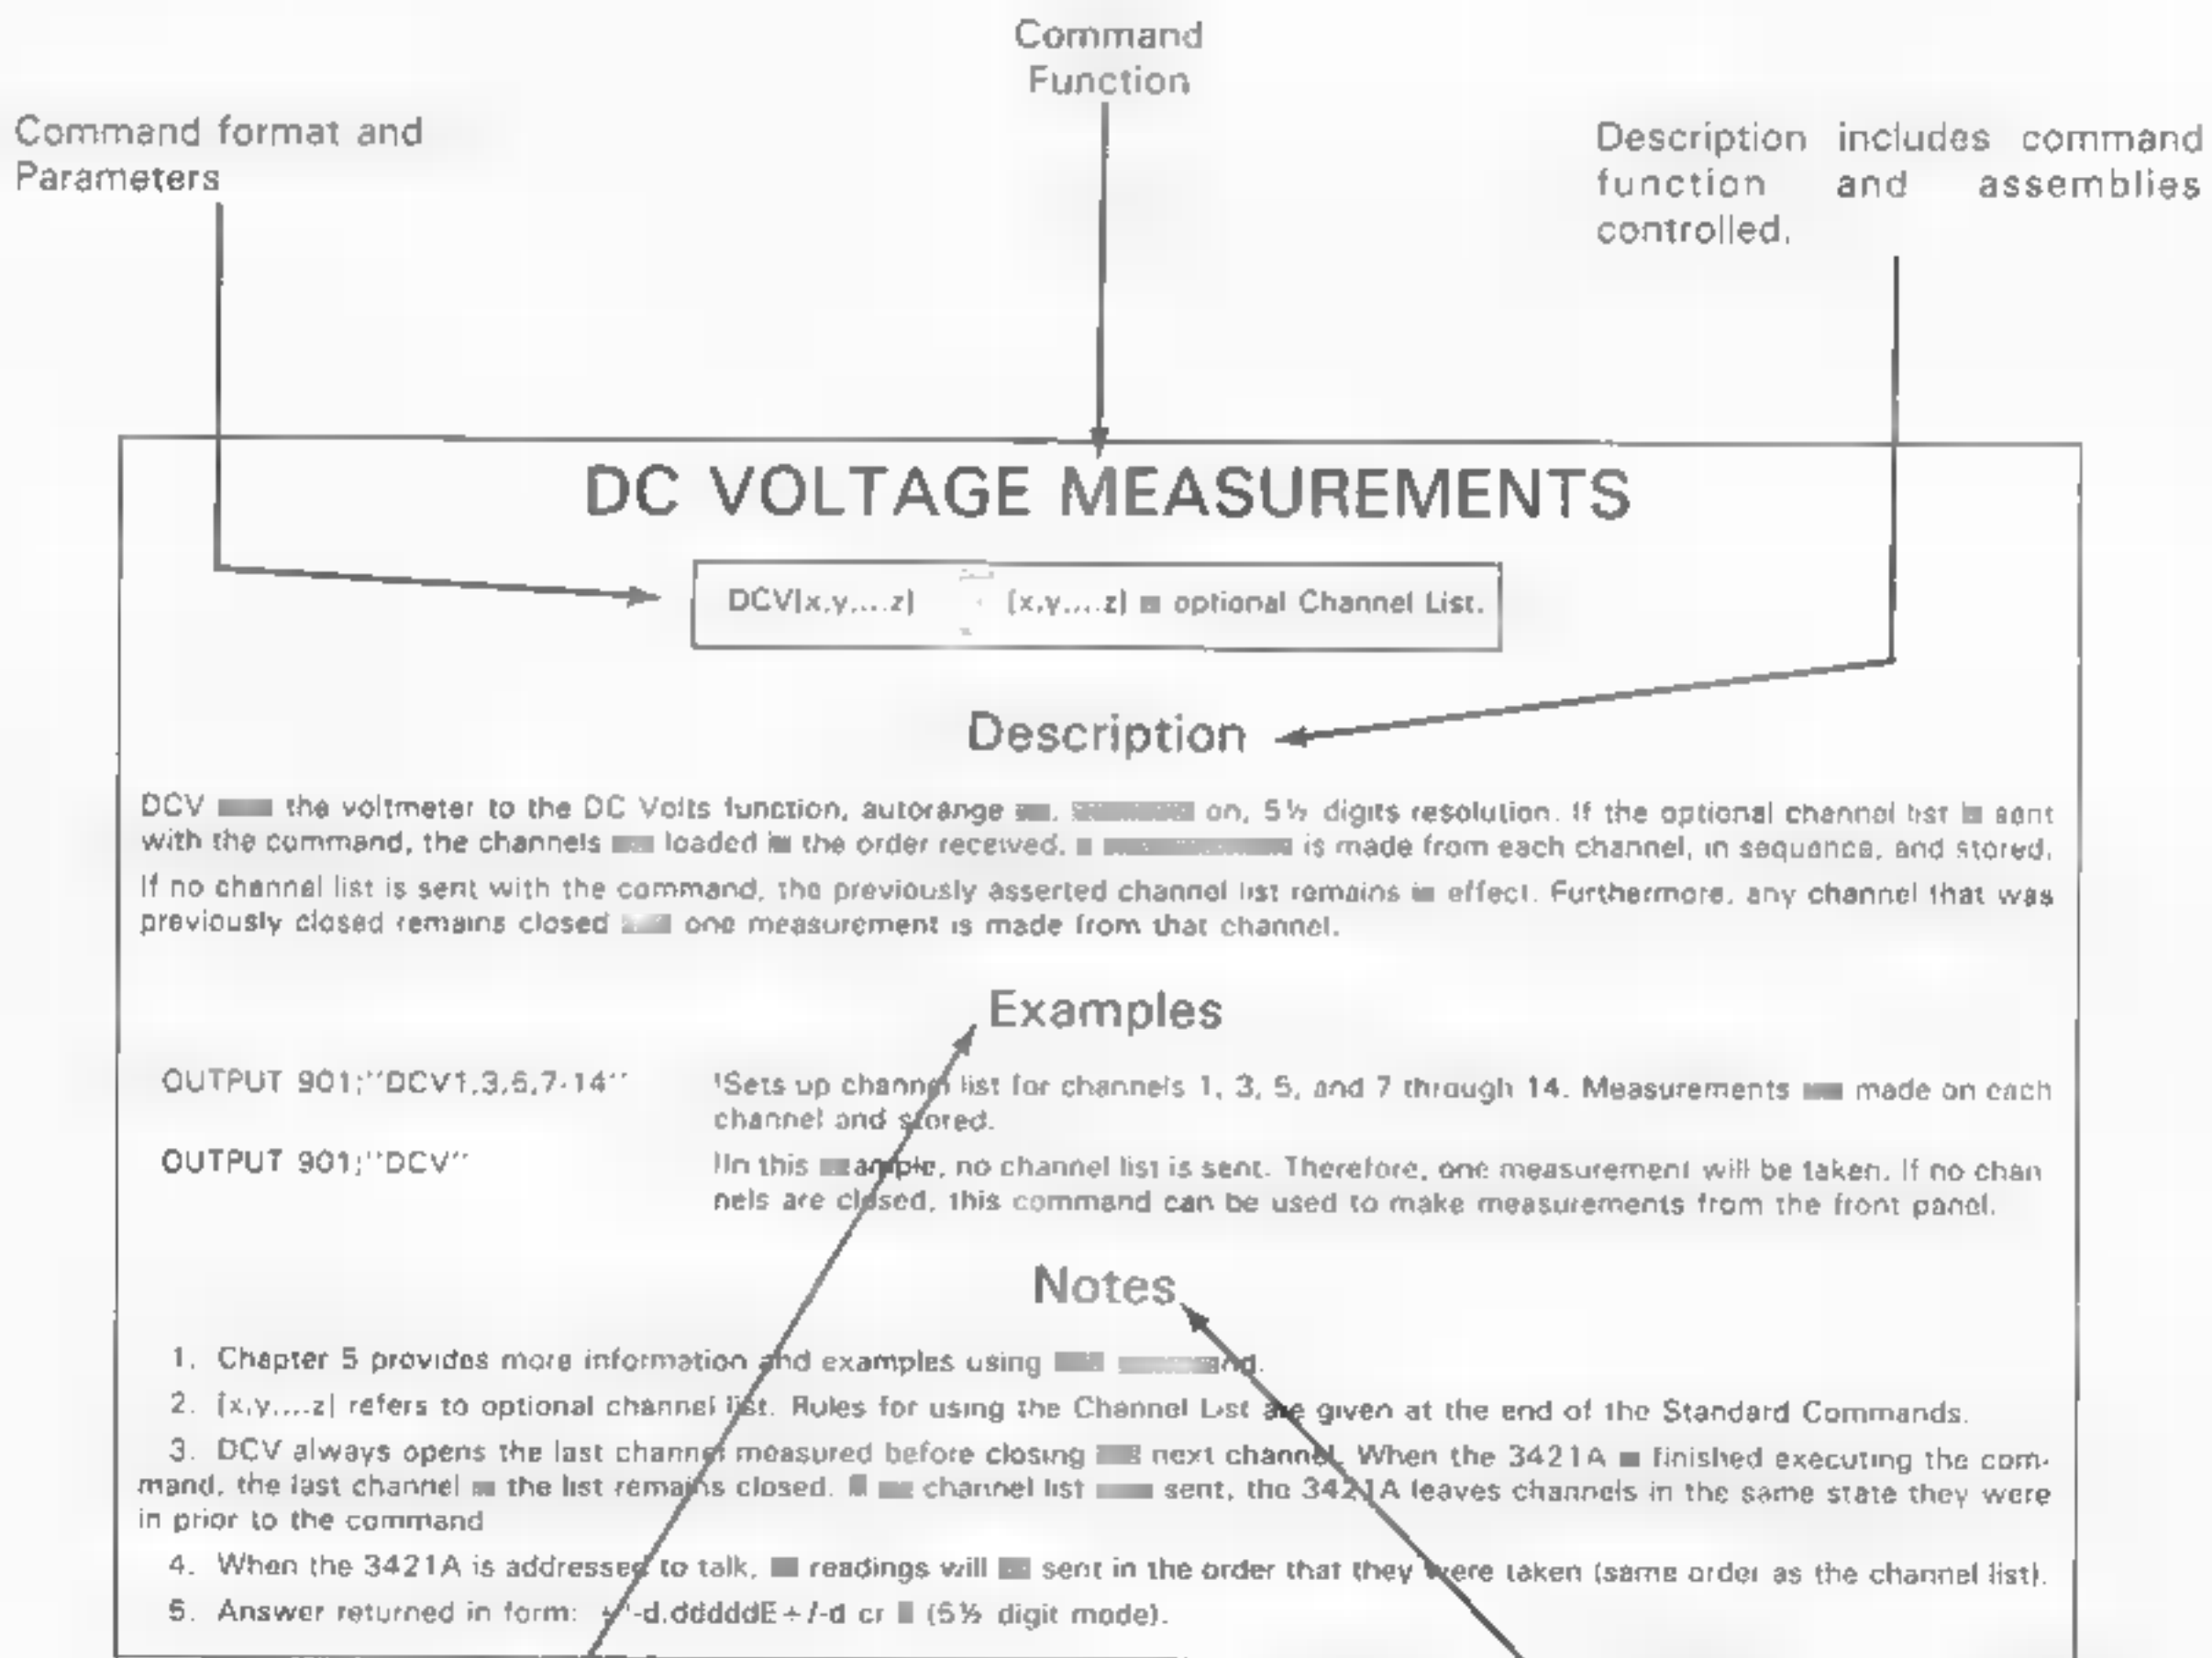 Command
Function
Command format and
Parameters
Description includes command
function and assemblies
controlled.
DC VOLTAGE MEASUREMENTS
DCV[x,y,...z] [x,y,...z] optional Channel List.
Description
DCV the voltmeter to the DC Volts function, autorange on, 5½ digits resolution. If the optional channel list sent
with the command, the channels loaded the order received. is made from each channel, in sequence, and stored.
If no channel list is sent with the command, the previously asserted channel list remains effect. Furthermore, any channel that was
previously closed remains closed one measurement is made from that channel.
Examples
OUTPUT 901;"DCV1,3,5,7-14" !Sets up channel list for channels 1, 3, 5, and 7 through 14. Measurements made on each
channel and stored.
OUTPUT 901;"DCV" !In this no channel list is sent. Therefore, one measurement will be taken. If no chan
nels are closed, this command can be used to make measurements from the front panel.
Notes
1. Chapter 5 provides more information and examples using
2. [x,y,...z] refers to optional channel list. Rules for using the Channel List are given at the end of the Standard Commands.
3. DCV always opens the last channel measured before closing next channel. When the 3421A finished executing the com-
mand, the last channel the list remains closed. channel list sent, the 3421A leaves channels in the same state they were
in prior to the command
4. When the 3421A is addressed to talk, readings will sent in the order that they were taken (same order as the channel list).
5. Answer returned in form: -d.dddddE+/-d cr (5½ digit mode).